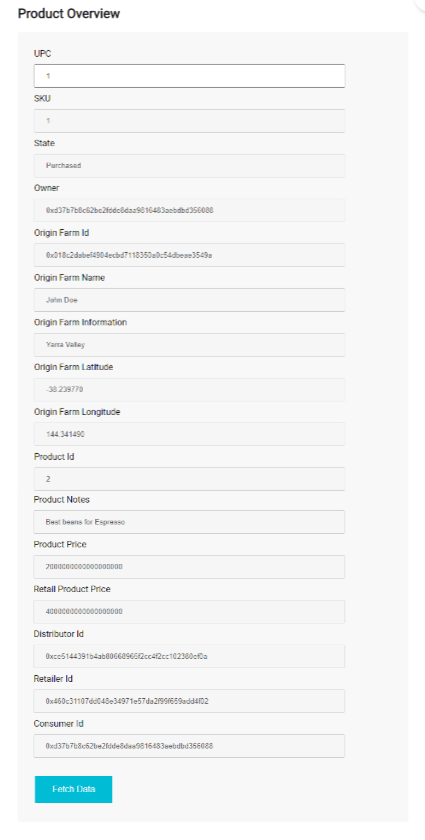 Product Overview
UPC
1
SKU
1
State
Purchased
Owner
0xd37b7b8c62be2fdde8daa9816483aebdbd356088
Origin Farm Id
0x018c2dabef4904ecbd7118350a0c54dbeae3549a
Origin Farm Name
John Doe
Origin Farm Information
Yarra Valley
Origin Farm Latitude
-38.239770
Origin Farm Longitude
144.341490
Product Id
2
Product Notes
Best beans for Espresso
Product Price
2000000000000000000
Retail Product Price
4000000000000000000
Distributor Id
0xce5144391b4ab80668965f2cc4f2cc102380ef0a
Retailer Id
0x460c31107dd048e34971e57da2f99f659add4f02
Consumer Id
0xd37b7b8c62be2fdde8daa9816483aebdbd356088
Fetch Data